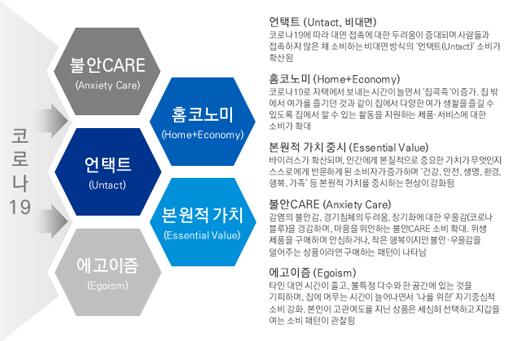 코
로
나
19
불안CARE
(Anxiety Care)
홈코노미
(Home+Economy)
언택트
(Untact)
본원적 가치
(Essential Value)
에고이즘
(Egoism)
언택트 (Untact, 비대면)
코로나19에 따라 대면 접촉에 대한 두려움이 증대되며 사람들과
접촉하지 않은 채 소비하는 비대면 방식의 '언택트(Untact)' 소비가
확산됨
홈코노미 (Home+Economy)
코로나19로 자택에서 보내는 시간이 늘면서 '집콕족'이 증가. 집 밖
에서 여가를 즐기던 것과 같이 집에서 다양한 여가 생활을 즐길 수
있도록 집에서 할 수 있는 활동을 지원하는 제품·서비스에 대한
소비가 확대
본원적 가치 중시 (Essential Value)
바이러스가 확산되며, 인간에게 본질적으로 중요한 가치가 무엇인지
스스로에게 반문하게 된 소비자가 증가하며 '건강, 안전, 생명, 환경,
행복, 가족' 등 본원적 가치를 중시하는 현상이 강화됨
불안CARE (Anxiety Care)
감염의 불안감, 경기침체의 두려움, 장기화에 대한 우울감(코로나
블루)을 경감하며, 마음을 위안하는 불안CARE 소비 확대. 위생
제품을 구매하며 안심하거나, 작은 행복이지만 불안·우울감을
덜어주는 상품이라면 구매하는 패턴이 나타남
에고이즘 (Egoism)
타인 대면 시간이 줄고, 불특정 다수와 한 공간에 있는 것을
기피하며, 집에 머무는 시간이 늘어나면서 '나를 위한' 자기중심적
소비 강화. 본인이 고관여도를 지닌 상품은 세심히 선택하고 지갑을
여는 소비 패턴이 관찰됨